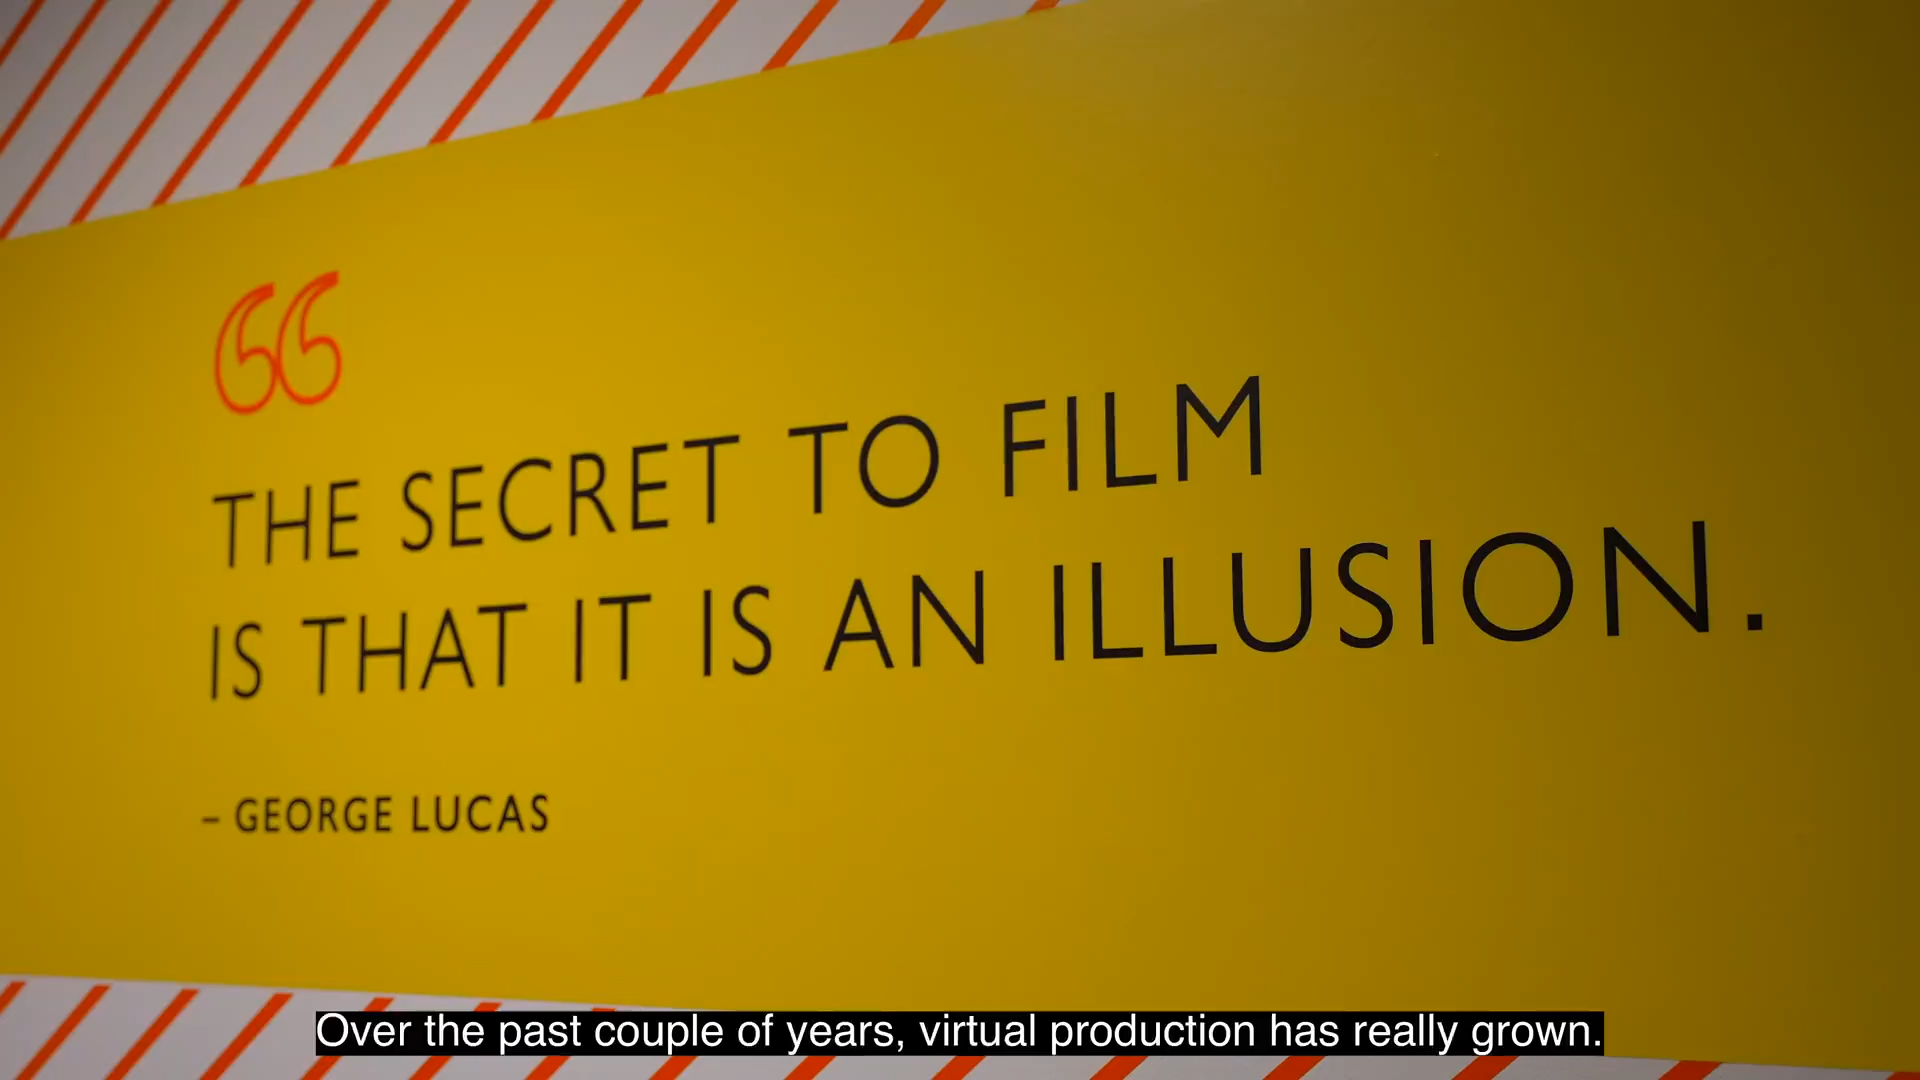 “
THE SECRET TO FILM
IS THAT IT IS AN ILLUSION.
– GEORGE LUCAS
Over the past couple of years, virtual production has really grown.